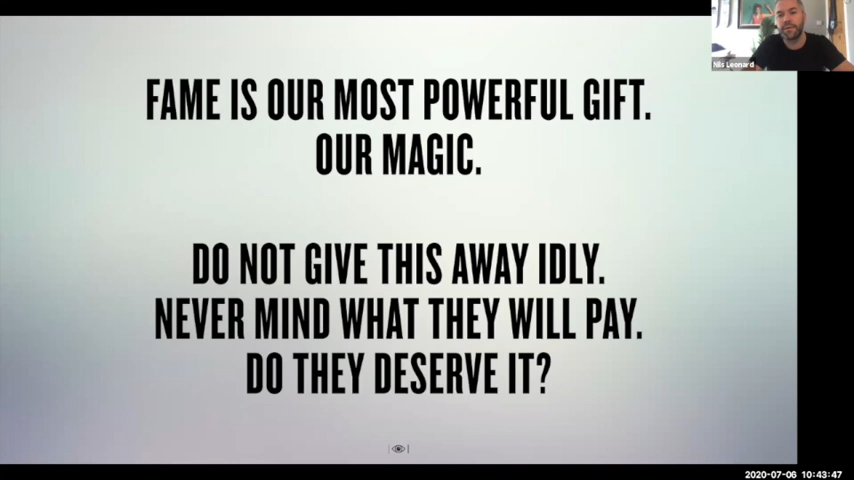 Nils Leonard
FAME IS OUR MOST POWERFUL GIFT.
OUR MAGIC.
DO NOT GIVE THIS AWAY IDLY.
NEVER MIND WHAT THEY WILL PAY.
DO THEY DESERVE IT?
2020-07-06 10:43:47